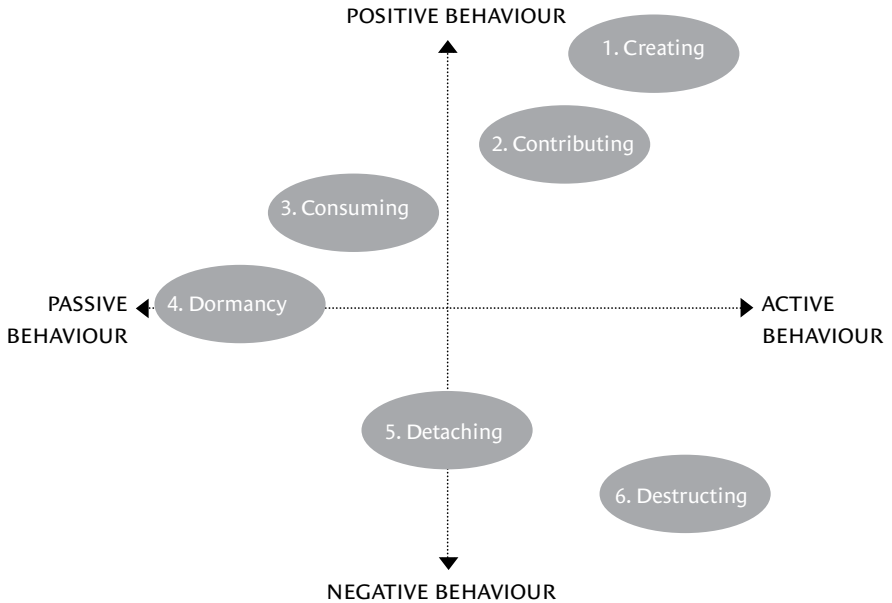 POSITIVE BEHAVIOUR
1. Creating
2. Contributing
3. Consuming
PASSIVE
BEHAVIOUR
4. Dormancy
ACTIVE
BEHAVIOUR
5. Detaching
6. Destructing
NEGATIVE BEHAVIOUR